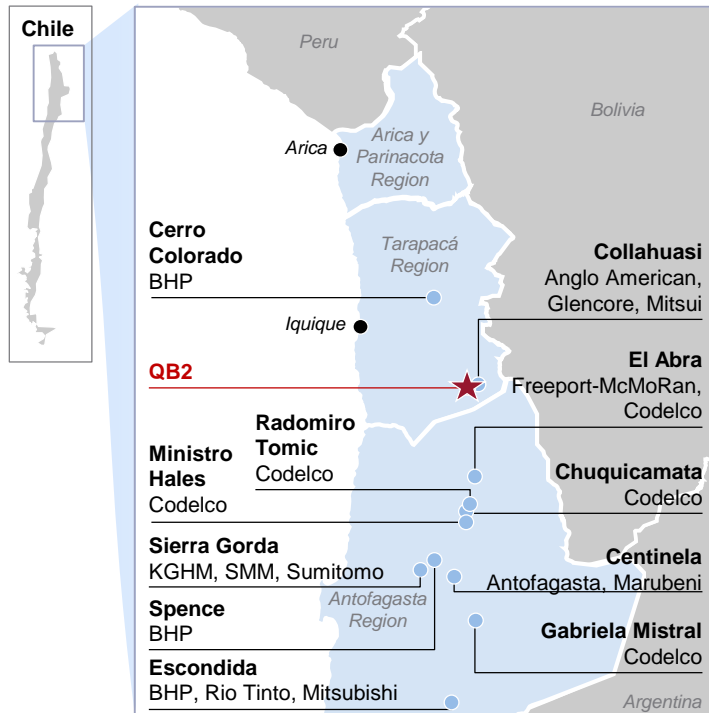 Chile
Peru
Bolivia
Arica
Arica y
Parinacota
Region
Cerro
Colorado
BHP
Tarapacá
Region
Collahuasi
Anglo American,
Glencore, Mitsui
Iquique
QB2
El Abra
Freeport-McMoRan,
Codelco
Radomiro
Tomic
Codelco
Ministro
Hales
Codelco
Chuquicamata
Codelco
Sierra Gorda
KGHM, SMM, Sumitomo
Centinela
Antofagasta, Marubeni
Antofagasta
Region
Spence
BHP
Gabriela Mistral
Codelco
Escondida
BHP, Rio Tinto, Mitsubishi
Argentina